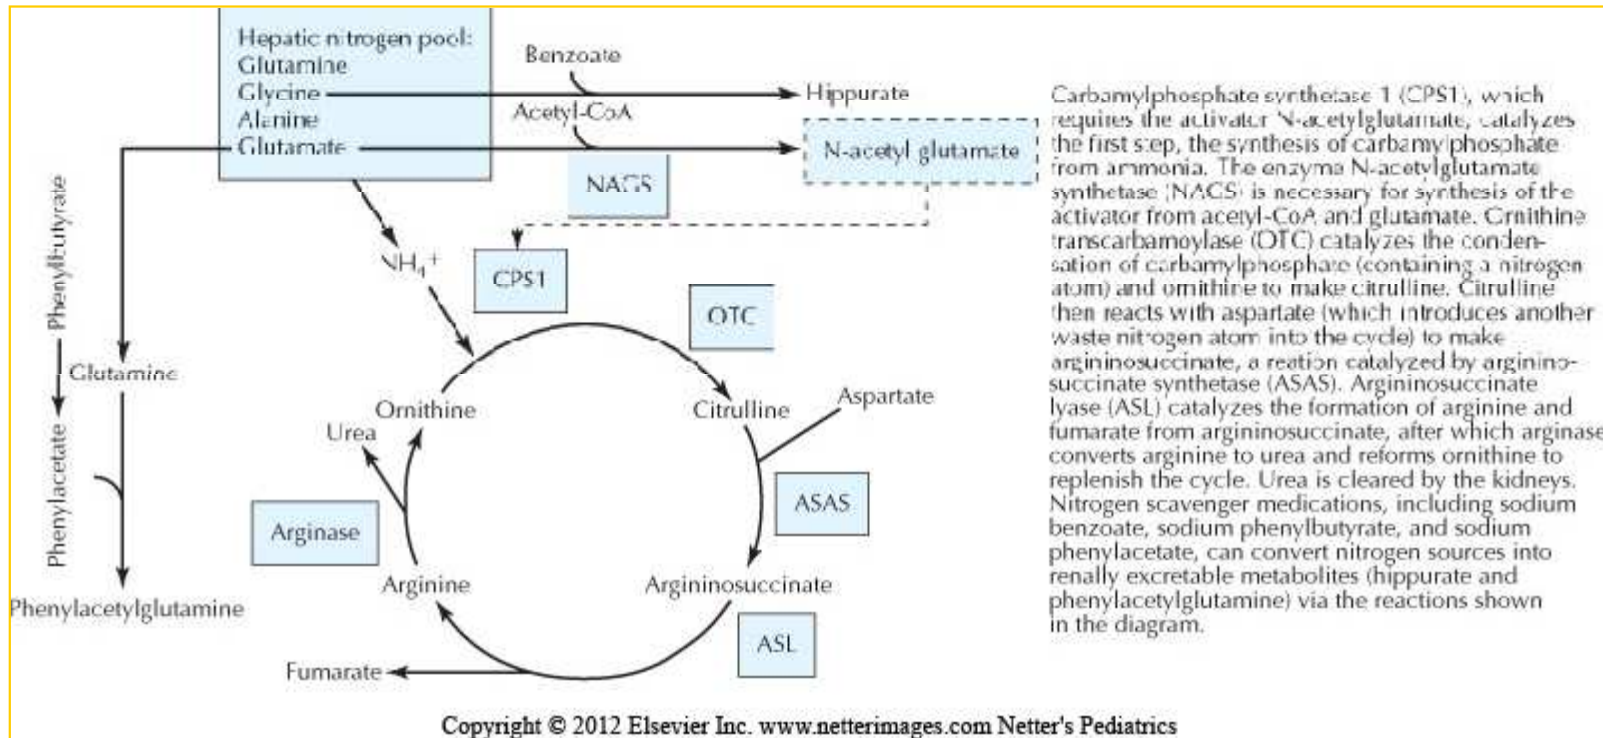 Hepatic nitrogen pool:
Glutamine
Glycine
Alanine
Glutamate
Benzoate
Hippurate
Acetyl-CoA
N-acetyl glutamate
NAGS
NH₄⁺
CPS1
OTC
Phenylbutyrate
Glutamine
Phenylacetate
Phenylacetylglutamine
Ornithine
Citrulline
Aspartate
Urea
Arginase
ASAS
Arginine
Argininosuccinate
ASL
Fumarate
Carbamylphosphate synthetase 1 (CPS1), which
requires the activator N-acetylglutamate, catalyzes
the first step, the synthesis of carbamylphosphate
from ammonia. The enzyme N-acetylglutamate
synthetase (NAGS) is necessary for synthesis of the
activator from acetyl-CoA and glutamate. Ornithine
transcarbamoylase (OTC) catalyzes the conden-
sation of carbamylphosphate (containing a nitrogen
atom) and ornithine to make citrulline. Citrulline
then reacts with aspartate (which introduces another
waste nitrogen atom into the cycle) to make
argininosuccinate, a reation catalyzed by arginino-
succinate synthetase (ASAS). Argininosuccinate
lyase (ASL) catalyzes the formation of arginine and
fumarate from argininosuccinate, after which arginase
converts arginine to urea and reforms ornithine to
replenish the cycle. Urea is cleared by the kidneys.
Nitrogen scavenger medications, including sodium
benzoate, sodium phenylbutyrate, and sodium
phenylacetate, can convert nitrogen sources into
renally excretable metabolites (hippurate and
phenylacetylglutamine) via the reactions shown
in the diagram.
Copyright © 2012 Elsevier Inc. www.netterimages.com Netter's Pediatrics